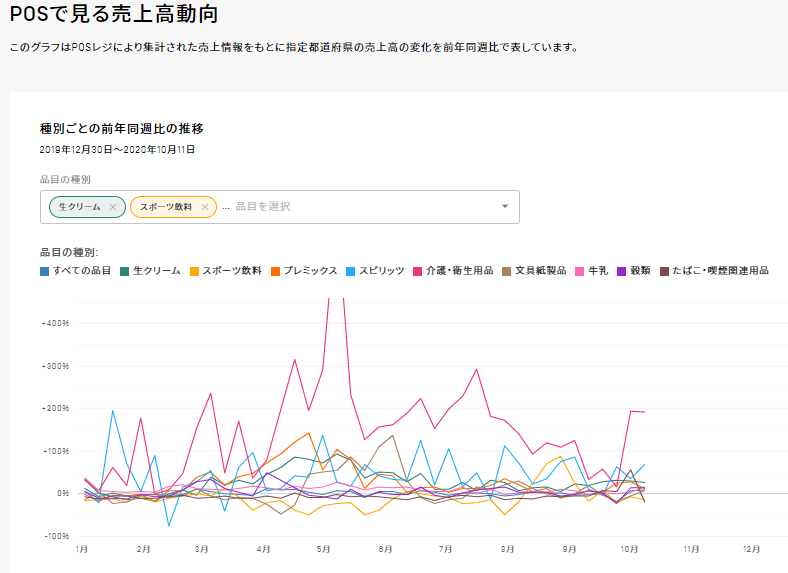 POSで見る売上高動向
このグラフはPOSレジにより集計された売上情報をもとに指定都道府県の売上高の変化を前年同週比で表しています。
種別ごとの前年同週比の推移
2019年12月30日～2020年10月11日
品目の種別
生クリーム × スポーツ飲料 × ... 品目を選択
品目の種別:
すべての品目 生クリーム スポーツ飲料 プレミックス スピリッツ 介護・衛生用品 文具紙製品 牛乳 穀類 たばこ・喫煙関連用品
+400%
+300%
+200%
+100%
0%
-100%
1月 2月 3月 4月 5月 6月 7月 8月 9月 10月 11月 12月